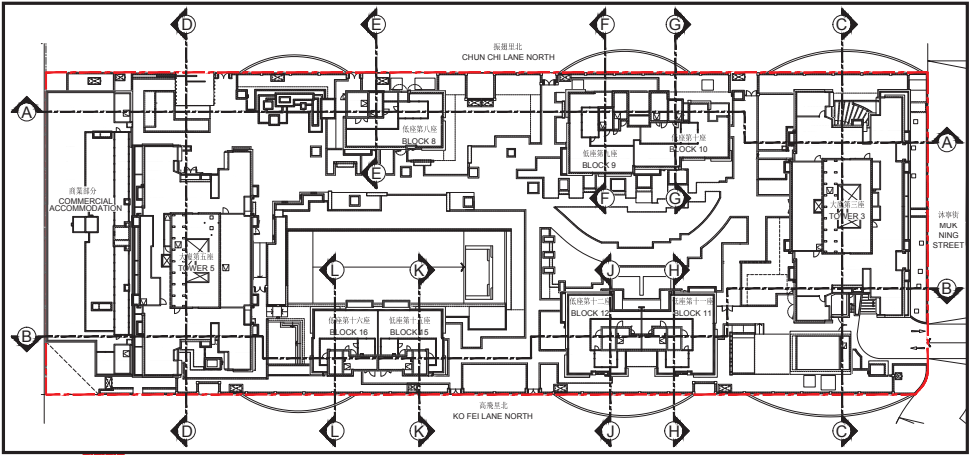 D
E
F
G
C
振翅里北
CHUN CHI LANE NORTH
A
低座第八座
BLOCK 8
低座第九座
BLOCK 9
低座第十座
BLOCK 10
A
E
F
G
商業部分
COMMERCIAL
ACCOMMODATION
大廈第三座
TOWER 3
沐寧街
MUK
NING
STREET
大廈第五座
TOWER 5
L
K
J
H
B
低座第十六座
BLOCK 16
低座第十五座
BLOCK 15
低座第十二座
BLOCK 12
低座第十一座
BLOCK 11
B
高飛里北
KO FEI LANE NORTH
D
L
K
J
H
C